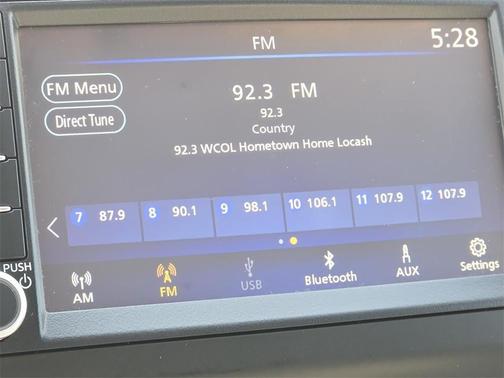 FM 5:28
FM Menu
92.3 FM
Direct Tune
92.3
Country
92.3 WCOL Hometown Home Locash
7 87.9 8 90.1 9 98.1 10 106.1 11 107.9 12 107.9
PUSH
AM FM USB Bluetooth AUX Settings